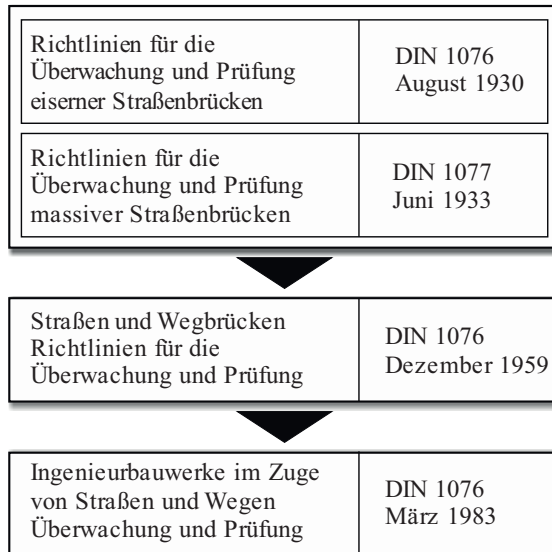 Richtlinien für die
Überwachung und Prüfung
eiserner Straßenbrücken
DIN 1076
August 1930
Richtlinien für die
Überwachung und Prüfung
massiver Straßenbrücken
DIN 1077
Juni 1933
Straßen und Wegbrücken
Richtlinien für die
Überwachung und Prüfung
DIN 1076
Dezember 1959
Ingenieurbauwerke im Zuge
von Straßen und Wegen
Überwachung und Prüfung
DIN 1076
März 1983